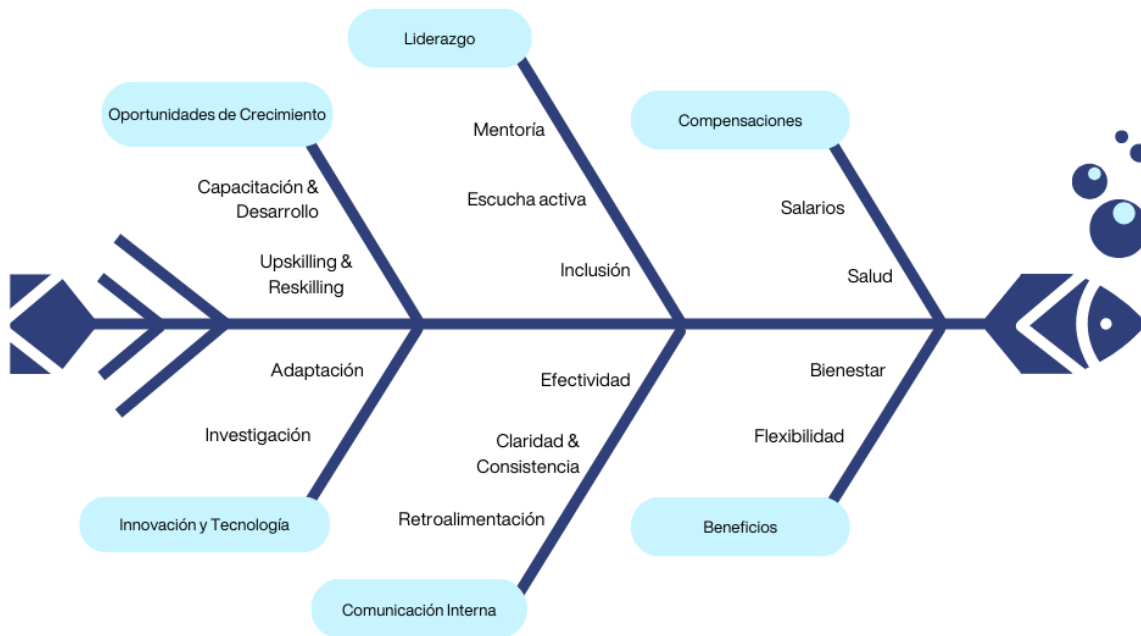 Liderazgo
Oportunidades de Crecimiento
Compensaciones
Mentoría
Capacitación &
Desarrollo
Escucha activa
Salarios
Upskilling &
Reskilling
Inclusión
Salud
Adaptación
Efectividad
Bienestar
Investigación
Claridad &
Consistencia
Flexibilidad
Retroalimentación
Innovación y Tecnología
Beneficios
Comunicación Interna